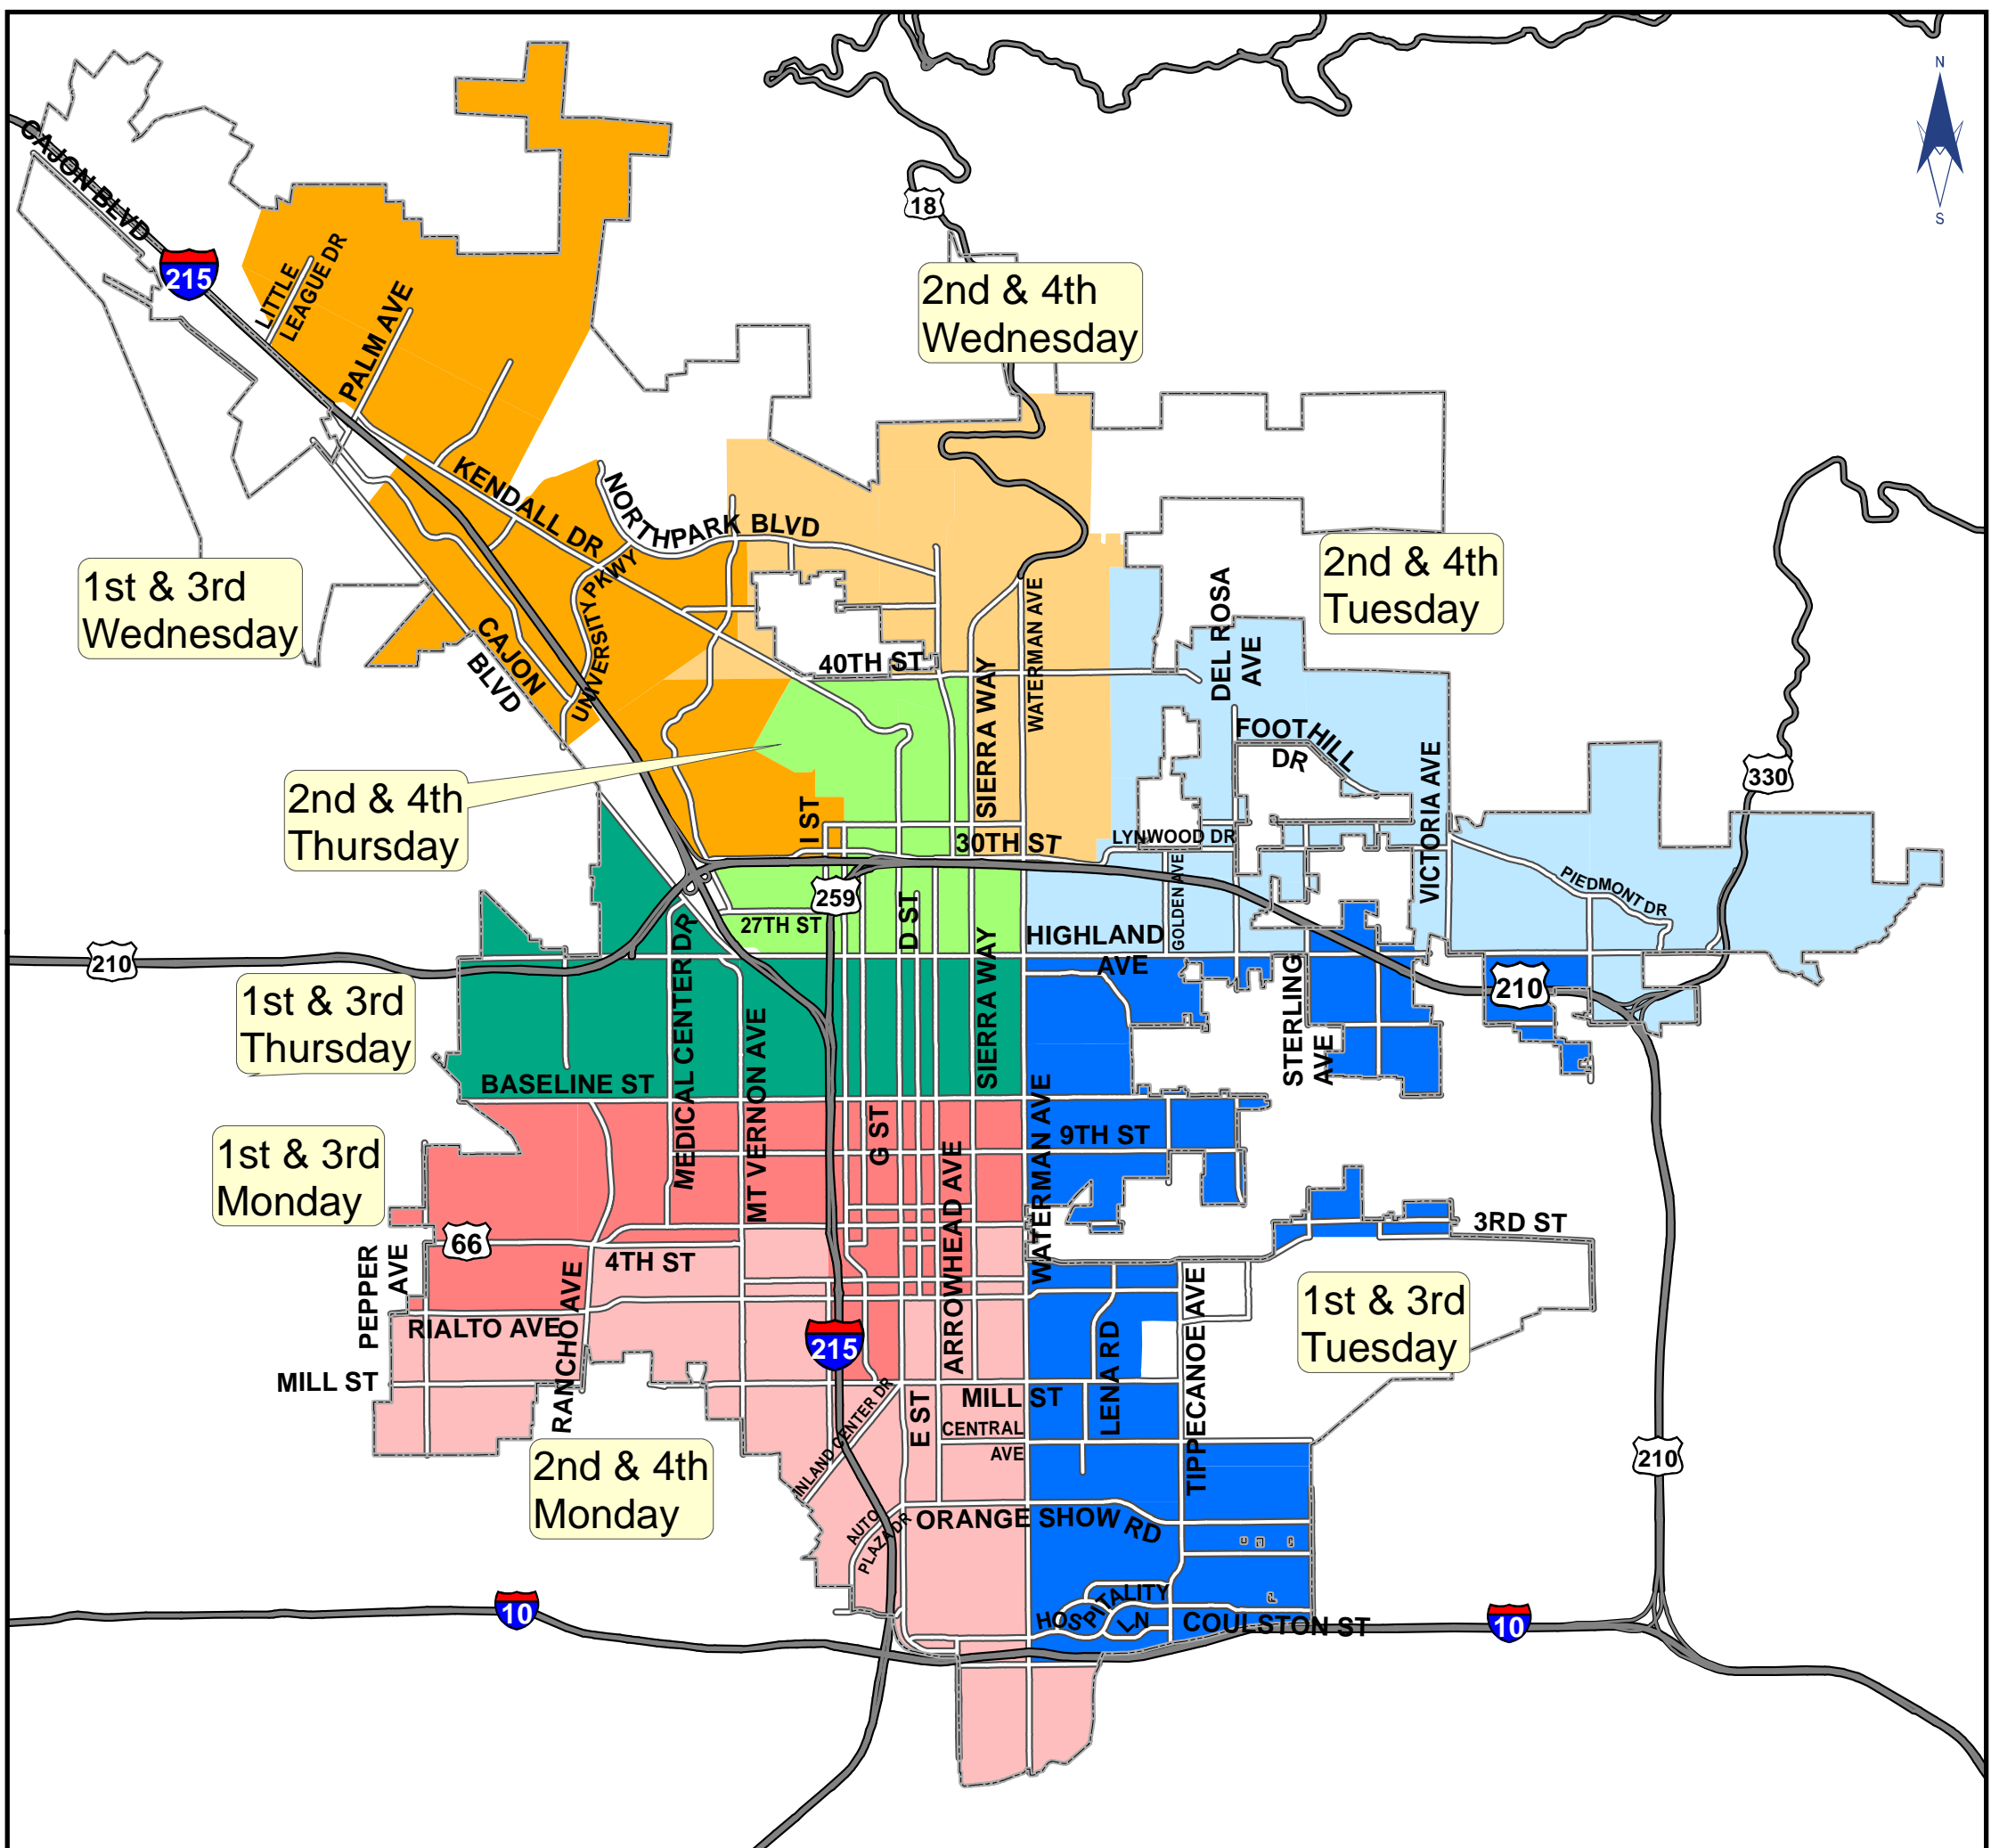 N
S
CAJON BLVD
215
LITTLE
LEAGUE DR
PALM AVE
18
2nd & 4th
Wednesday
KENDALL DR
NORTHPARK BLVD
UNIVERSITY PKWY
1st & 3rd
Wednesday
CAJON
BLVD
40TH ST
SIERRA WAY
WATERMAN AVE
DEL ROSA
AVE
2nd & 4th
Tuesday
FOOTHILL
DR
VICTORIA AVE
330
2nd & 4th
Thursday
I ST
30TH ST
LYNWOOD DR
GOLDEN AVE
PIEDMONT DR
259
27TH ST
D ST
HIGHLAND
AVE
210
210
1st & 3rd
Thursday
MEDICAL CENTER DR
MT VERNON AVE
SIERRA WAY
STERLING
AVE
BASELINE ST
1st & 3rd
Monday
G ST
ARROWHEAD AVE
WATERMAN AVE
9TH ST
3RD ST
66
PEPPER
AVE
4TH ST
RANCHO AVE
RIALTO AVE
MILL ST
215
LENA RD
TIPPECANOE AVE
1st & 3rd
Tuesday
INLAND CENTER DR
E ST
MILL ST
CENTRAL
AVE
2nd & 4th
Monday
210
AUTO
PLAZA DR
ORANGE SHOW RD
HOSPITALITY
LN
COULSTON ST
10
10